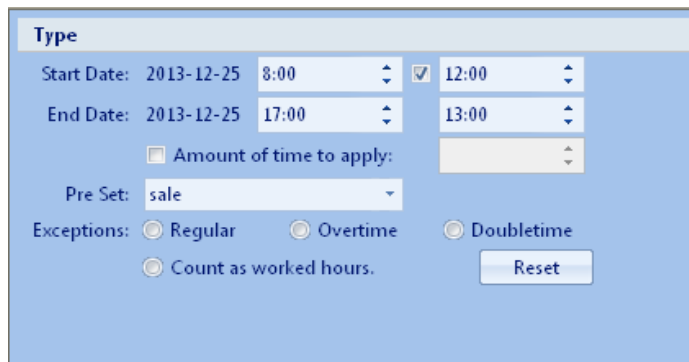 Type
Start Date: 2013-12-25 8:00 12:00
End Date: 2013-12-25 17:00 13:00
Amount of time to apply:
Pre Set: sale
Exceptions: Regular Overtime Doubletime
Count as worked hours. Reset